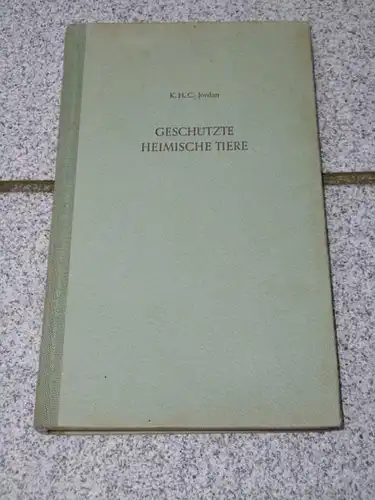 K. H. C. Jordan
GESCHÜTZTE
HEIMISCHE TIERE